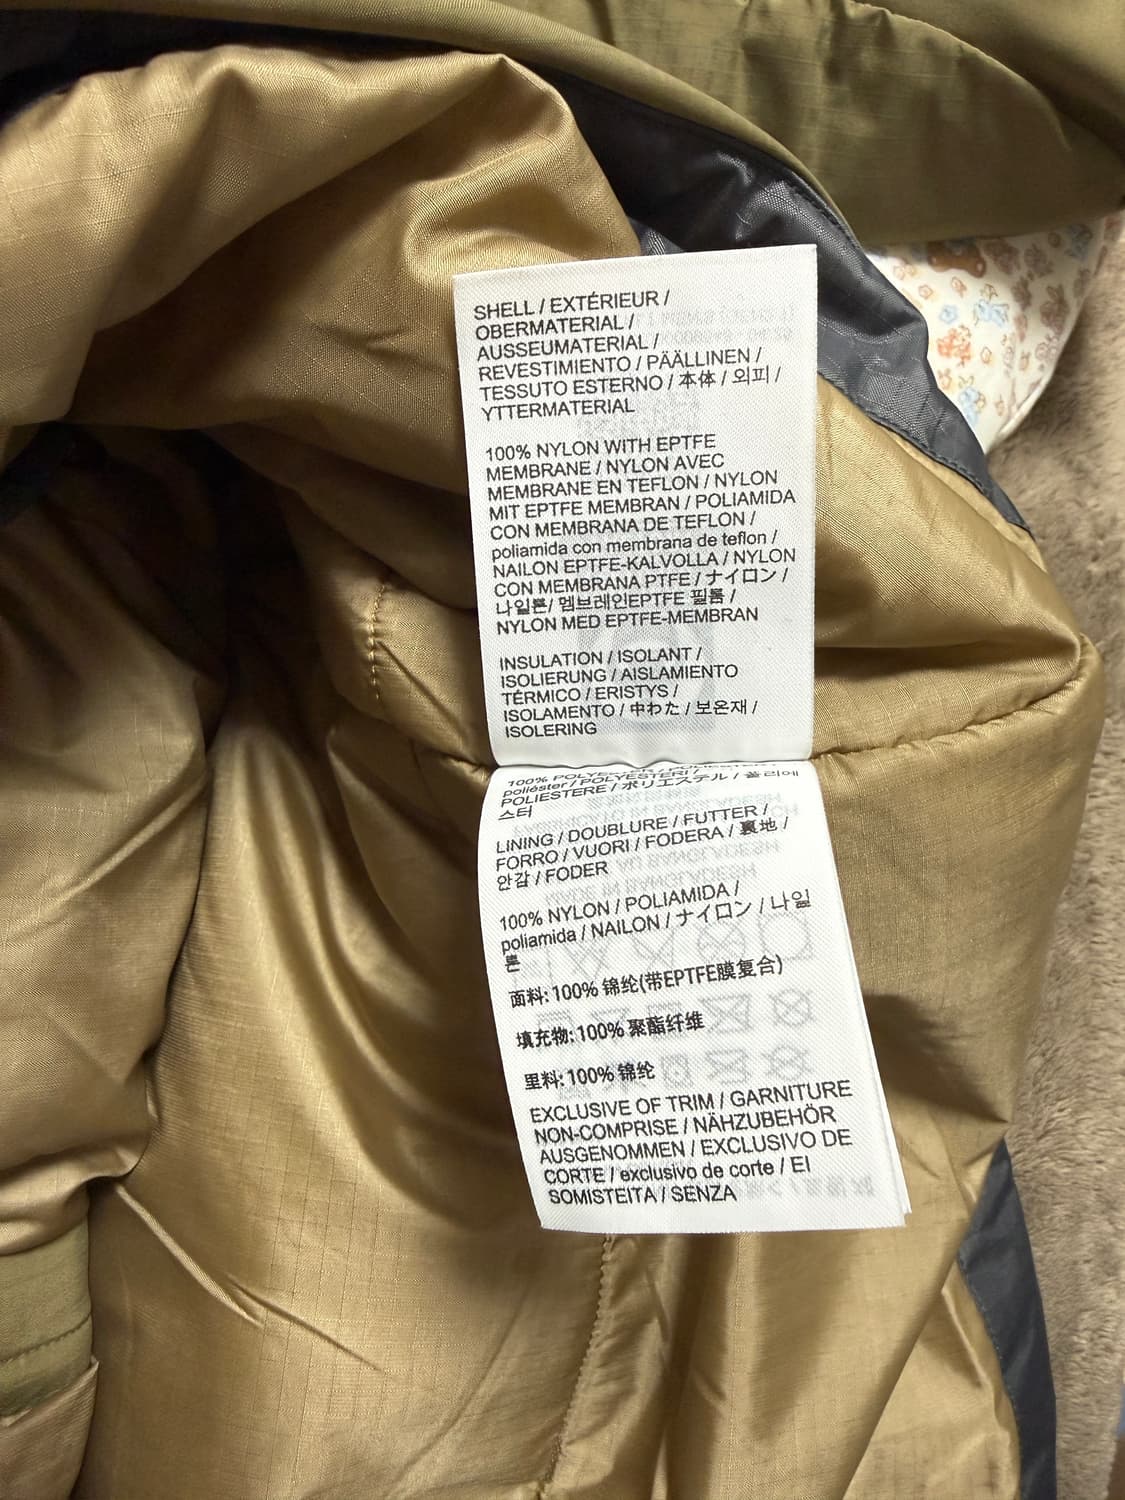 SHELL / EXTÉRIEUR /
OBERMATERIAL /
AUSSEUMATERIAL /
REVESTIMIENTO / PÄÄLLINEN /
TESSUTO ESTERNO / 本体 / 외피 /
YTTERMATERIAL
100% NYLON WITH EPTFE
MEMBRANE / NYLON AVEC
MEMBRANE EN TEFLON / NYLON
MIT EPTFE MEMBRAN / POLIAMIDA
CON MEMBRANA DE TEFLON /
poliamida con membrana de teflon /
NAILON EPTFE-KALVOLLA / NYLON
CON MEMBRANA PTFE / ナイロン /
나일론/ 멤브레인EPTFE 필름 /
NYLON MED EPTFE-MEMBRAN
INSULATION / ISOLANT /
ISOLIERUNG / AISLAMIENTO
TÉRMICO / ERISTYS /
ISOLAMENTO / 中わた / 보온재 /
ISOLERING
100%
poliéster / POLYESTERI /
POLIESTERE / ポリエステル / 폴리에
스터
LINING / DOUBLURE / FUTTER /
FORRO / VUORI / FODERA / 裏地 /
안감 / FODER
100% NYLON / POLIAMIDA /
poliamida / NAILON / ナイロン / 나일
론
面料: 100% 锦纶(带EPTFE膜复合)
填充物: 100% 聚酯纤维
里料: 100% 锦纶
EXCLUSIVE OF TRIM / GARNITURE
NON-COMPRISE / NÄHZUBEHÖR
AUSGENOMMEN / EXCLUSIVO DE
CORTE / exclusivo de corte / EI
SOMISTEITA / SENZA